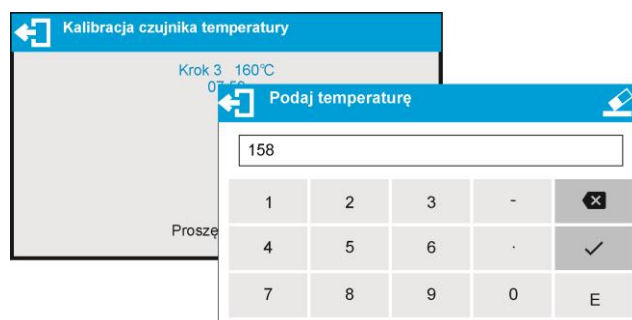 Kalibracja czujnika temperatury
Krok 3 160°C
Proszę
Podaj temperaturę
158
1 2 3 -
4 5 6 .
7 8 9 0 E